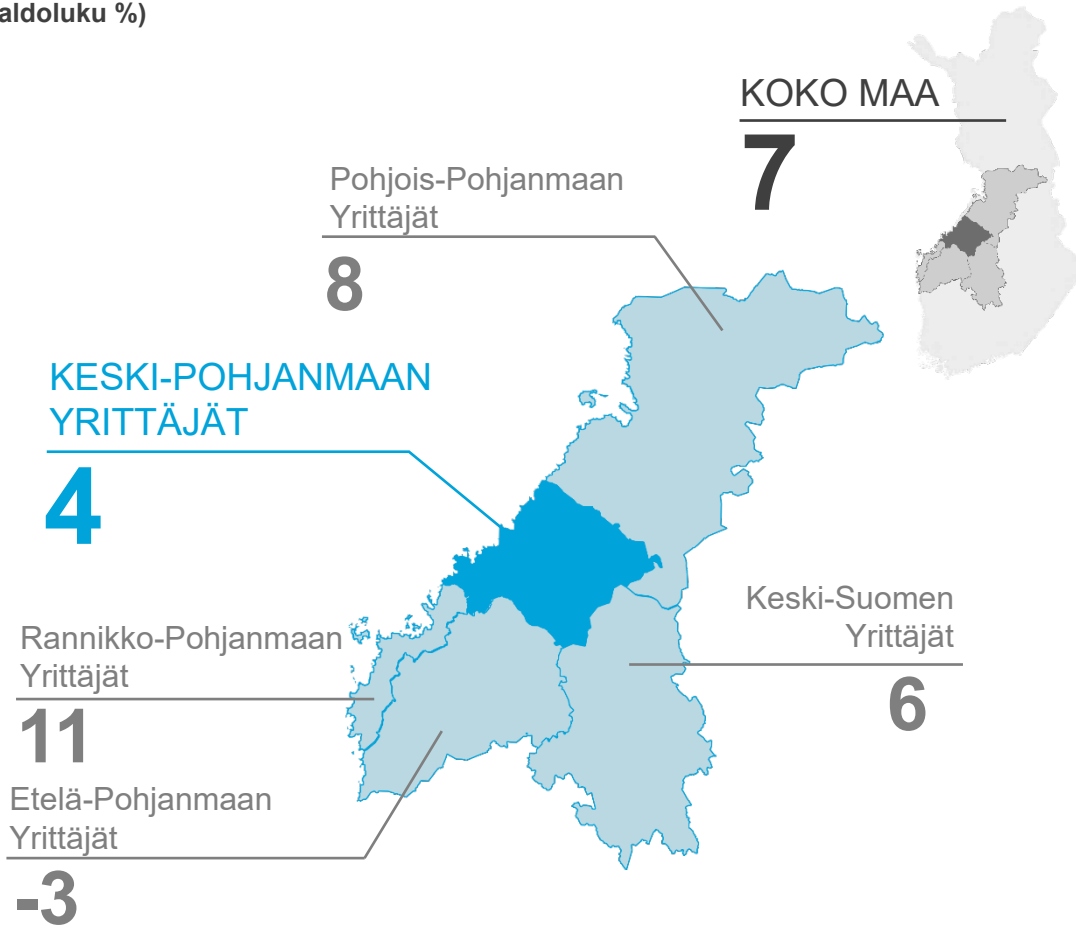 aldoluku %)
KOKO MAA
7
Pohjois-Pohjanmaan
Yrittäjät
8
KESKI-POHJANMAAN
YRITTÄJÄT
4
Keski-Suomen
Yrittäjät
6
Rannikko-Pohjanmaan
Yrittäjät
11
Etelä-Pohjanmaan
Yrittäjät
-3